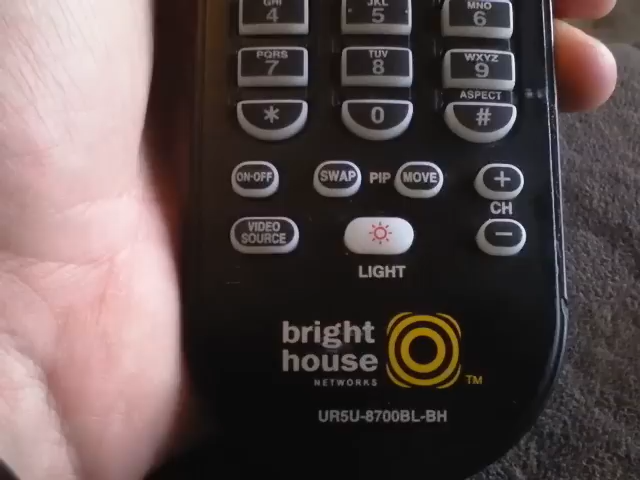 GHI JKL MNO
4 5 6
PQRS TUV WXYZ
7 8 9
ASPECT
* 0 #
ON·OFF SWAP PIP MOVE +
CH
VIDEO
SOURCE
−
LIGHT
bright
house
NETWORKS
TM
UR5U-8700BL-BH